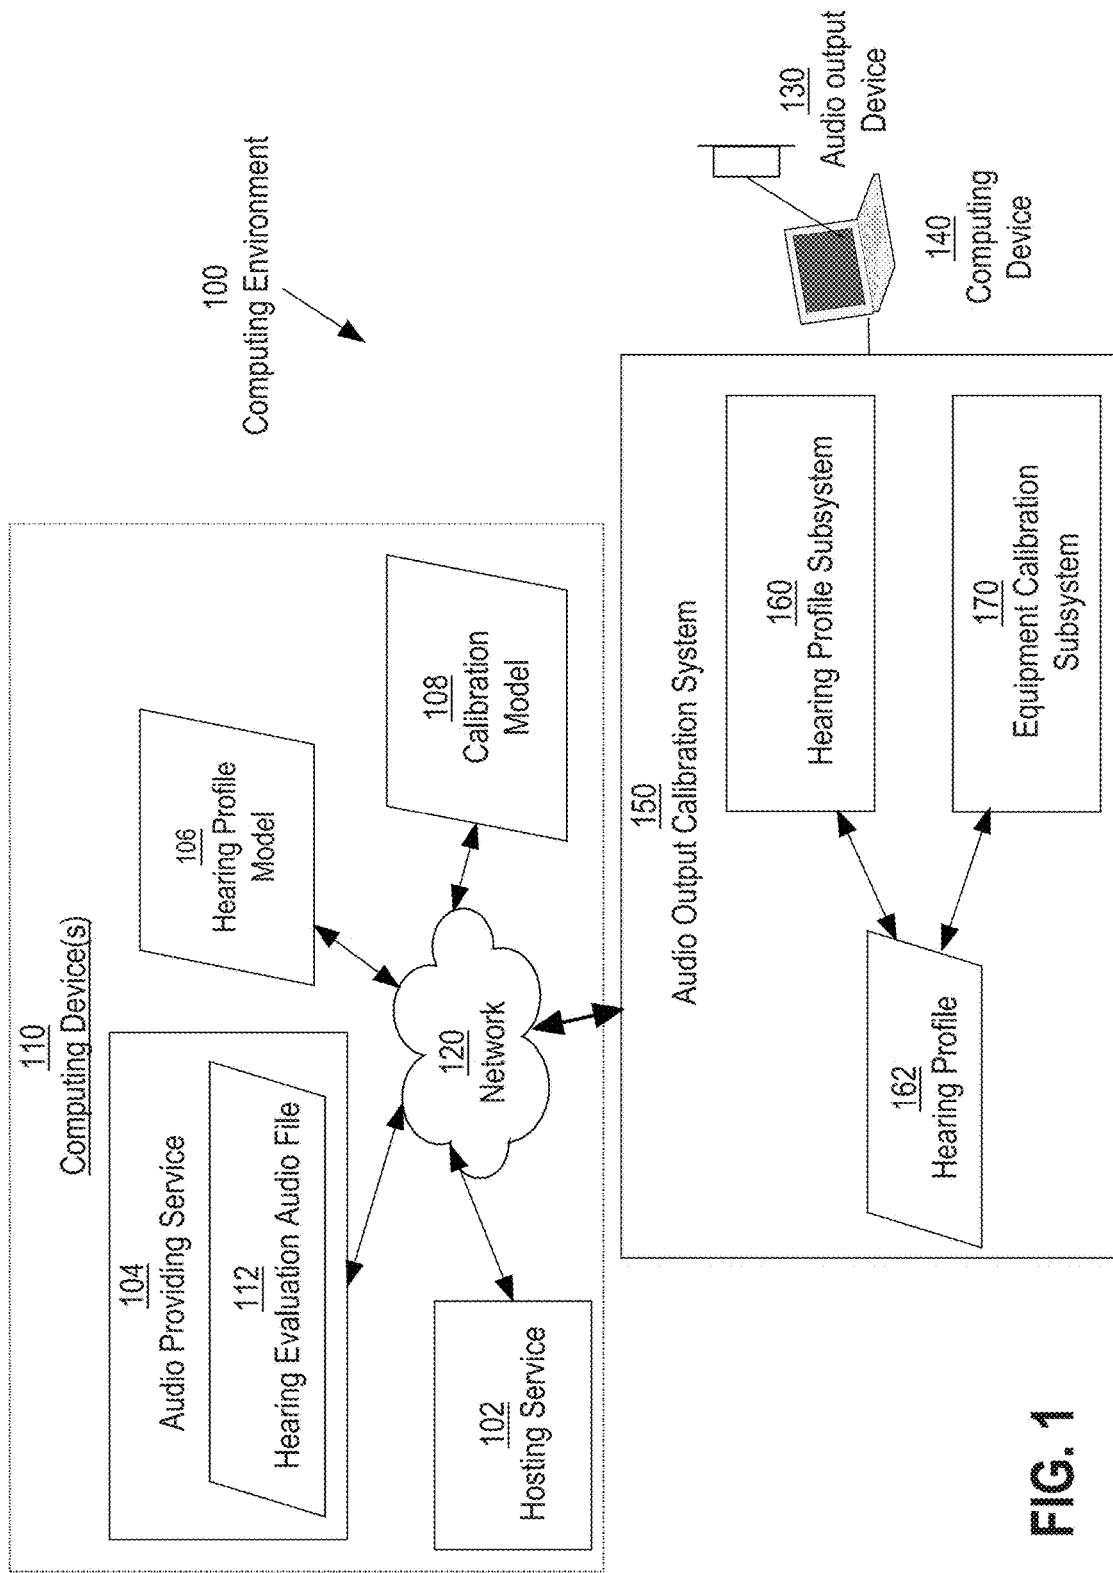 100
Computing Environment
110
Computing Device(s)
104
Audio Providing Service
112
Hearing Evaluation Audio File
106
Hearing Profile
Model
102
Hosting Service
120
Network
108
Calibration
Model
150
Audio Output Calibration System
162
Hearing Profile
160
Hearing Profile Subsystem
170
Equipment Calibration
Subsystem
130
Audio output
Device
140
Computing
Device
FIG. 1